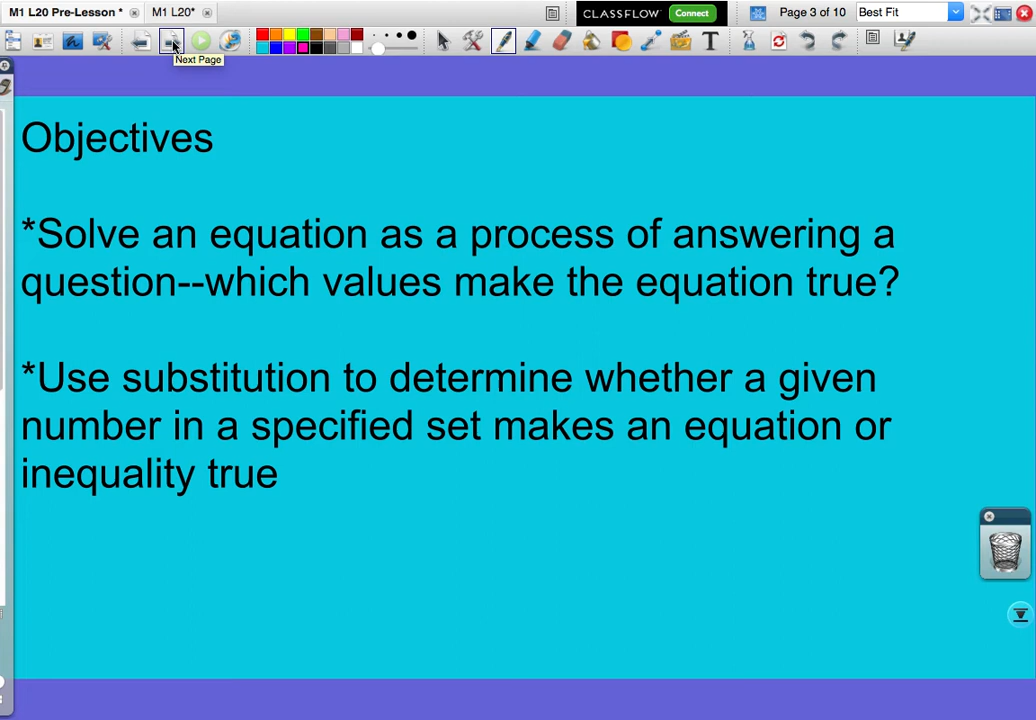 M1 L20 Pre-Lesson *
M1 L20*
CLASSFLOW
Connect
Page 3 of 10
Best Fit
T
Next Page
Objectives
*Solve an equation as a process of answering a
question--which values make the equation true?
*Use substitution to determine whether a given
number in a specified set makes an equation or
inequality true